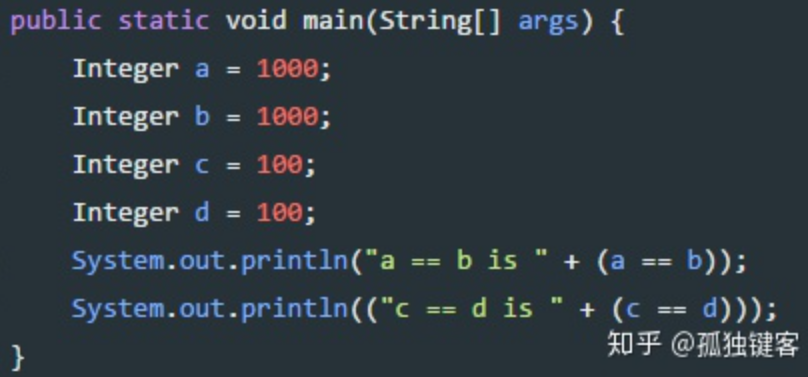 public static void main(String[] args) {
    Integer a = 1000;
    Integer b = 1000;
    Integer c = 100;
    Integer d = 100;
    System.out.println("a == b is " + (a == b));
    System.out.println(("c == d is " + (c == d)));
知乎 @孤独键客
}